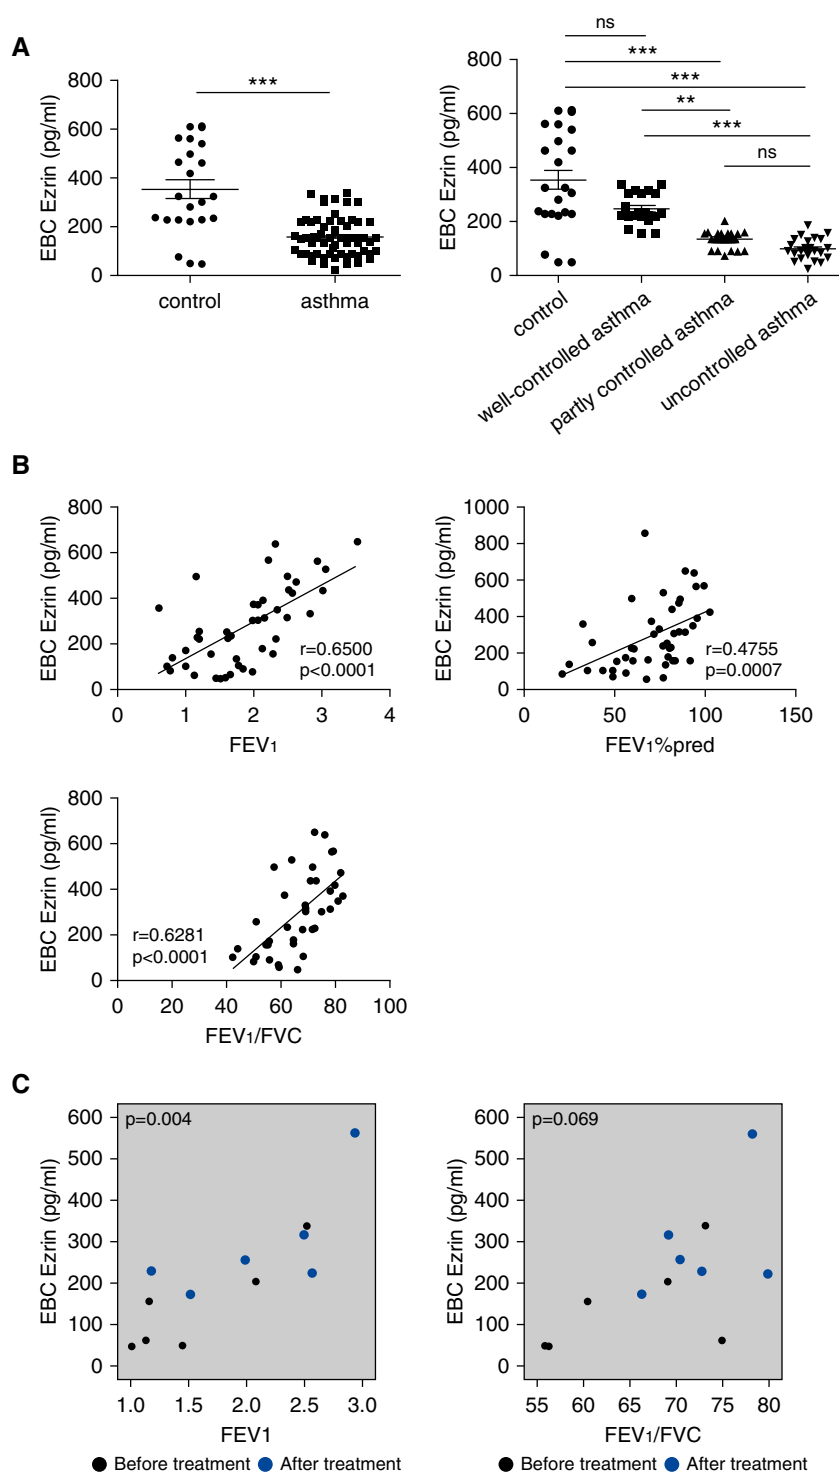 A
EBC Ezrin (pg/ml)
800
600
400
200
0
***
control
asthma
EBC Ezrin (pg/ml)
800
600
400
200
0
ns
***
***
**
***
ns
control
well-controlled asthma
partly controlled asthma
uncontrolled asthma
B
EBC Ezrin (pg/ml)
800
600
400
200
0
r=0.6500
p<0.0001
0 1 2 3 4
FEV1
EBC Ezrin (pg/ml)
1000
800
600
400
200
0
r=0.4755
p=0.0007
0 50 100 150
FEV1%pred
EBC Ezrin (pg/ml)
800
600
400
200
0
r=0.6281
p<0.0001
0 20 40 60 80 100
FEV1/FVC
C
EBC Ezrin (pg/ml)
p=0.004
600
500
400
300
200
100
0
1.0 1.5 2.0 2.5 3.0
FEV1
Before treatment After treatment
EBC Ezrin (pg/ml)
p=0.069
600
500
400
300
200
100
0
55 60 65 70 75 80
FEV1/FVC
Before treatment After treatment